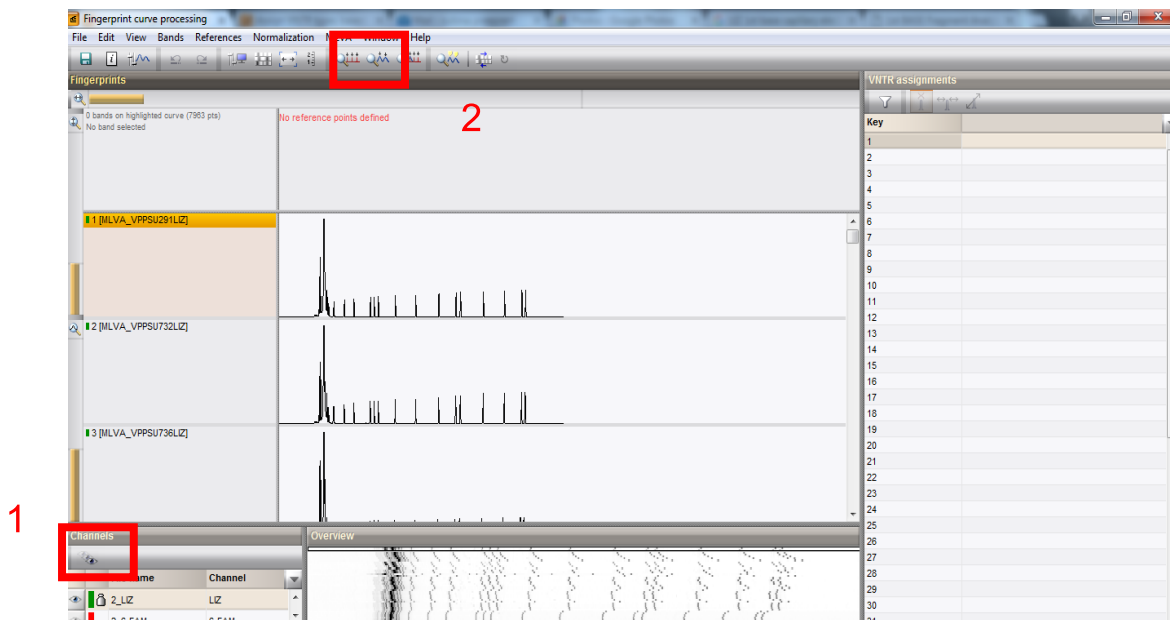 Fingerprint curve processing
File Edit View Bands References Normalization MLVA Window Help
Fingerprints
VNTR assignments
0 bands on highlighted curve (7963 pts)
No band selected
No reference points defined
2
Key
1
2
3
4
5
1 [MLVA_VPPSU291LIZ]
6
7
8
9
10
11
12
2 [MLVA_VPPSU732LIZ]
13
14
15
16
17
18
3 [MLVA_VPPSU736LIZ]
19
20
21
22
23
24
1
Channels
Overview
25
26
27
Name Channel
28
2_LIZ LIZ
29
30